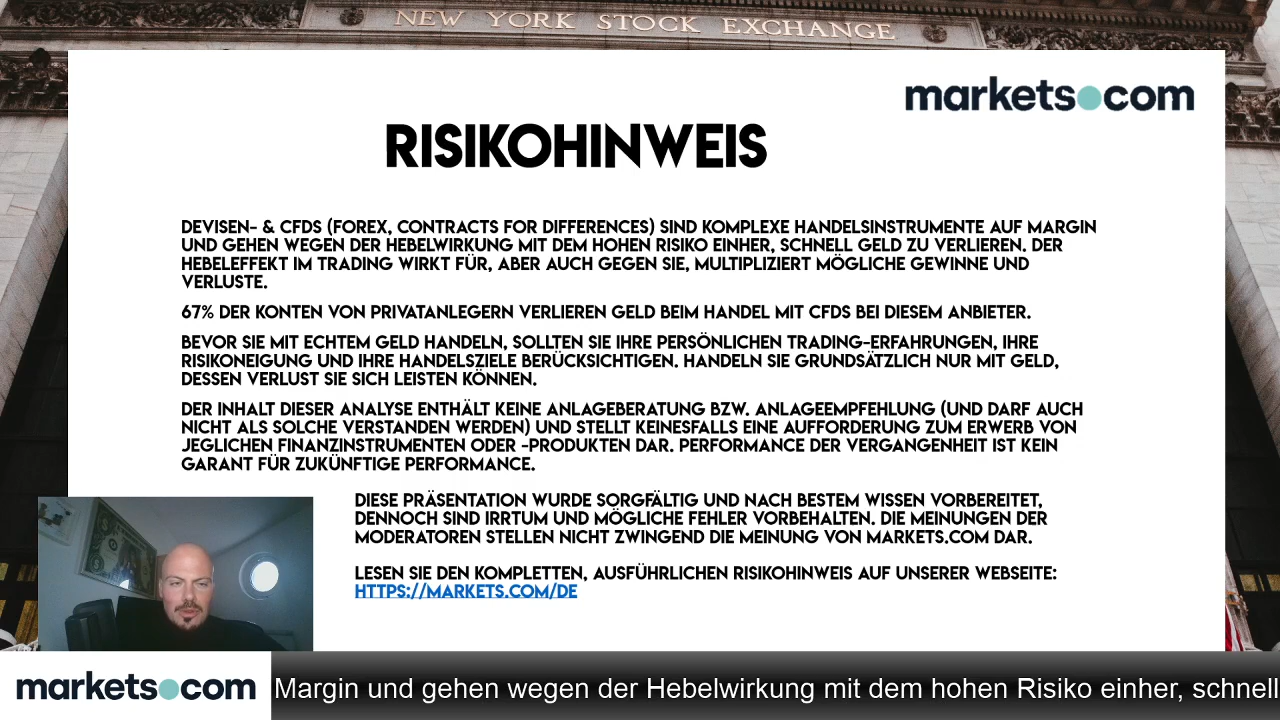 NEW YORK STOCK EXCHANGE
markets.com
RISIKOHINWEIS
DEVISEN- & CFDS (FOREX, CONTRACTS FOR DIFFERENCES) SIND KOMPLEXE HANDELSINSTRUMENTE AUF MARGIN
UND GEHEN WEGEN DER HEBELWIRKUNG MIT DEM HOHEN RISIKO EINHER, SCHNELL GELD ZU VERLIEREN. DER
HEBELEFFEKT IM TRADING WIRKT FÜR, ABER AUCH GEGEN SIE, MULTIPLIZIERT MÖGLICHE GEWINNE UND
VERLUSTE.
67% DER KONTEN VON PRIVATANLEGERN VERLIEREN GELD BEIM HANDEL MIT CFDS BEI DIESEM ANBIETER.
BEVOR SIE MIT ECHTEM GELD HANDELN, SOLLTEN SIE IHRE PERSÖNLICHEN TRADING-ERFAHRUNGEN, IHRE
RISIKONEIGUNG UND IHRE HANDELSZIELE BERÜCKSICHTIGEN. HANDELN SIE GRUNDSÄTZLICH NUR MIT GELD,
DESSEN VERLUST SIE SICH LEISTEN KÖNNEN.
DER INHALT DIESER ANALYSE ENTHÄLT KEINE ANLAGEBERATUNG BZW. ANLAGEEMPFEHLUNG (UND DARF AUCH
NICHT ALS SOLCHE VERSTANDEN WERDEN) UND STELLT KEINESFALLS EINE AUFFORDERUNG ZUM ERWERB VON
JEGLICHEN FINANZINSTRUMENTEN ODER -PRODUKTEN DAR. PERFORMANCE DER VERGANGENHEIT IST KEIN
GARANT FÜR ZUKÜNFTIGE PERFORMANCE.
DIESE PRÄSENTATION WURDE SORGFÄLTIG UND NACH BESTEM WISSEN VORBEREITET,
DENNOCH SIND IRRTUM UND MÖGLICHE FEHLER VORBEHALTEN. DIE MEINUNGEN DER
MODERATOREN STELLEN NICHT ZWINGEND DIE MEINUNG VON MARKETS.COM DAR.
LESEN SIE DEN KOMPLETTEN, AUSFÜHRLICHEN RISIKOHINWEIS AUF UNSERER WEBSEITE:
HTTPS://MARKETS.COM/DE
markets.com
Margin und gehen wegen der Hebelwirkung mit dem hohen Risiko einher, schnell